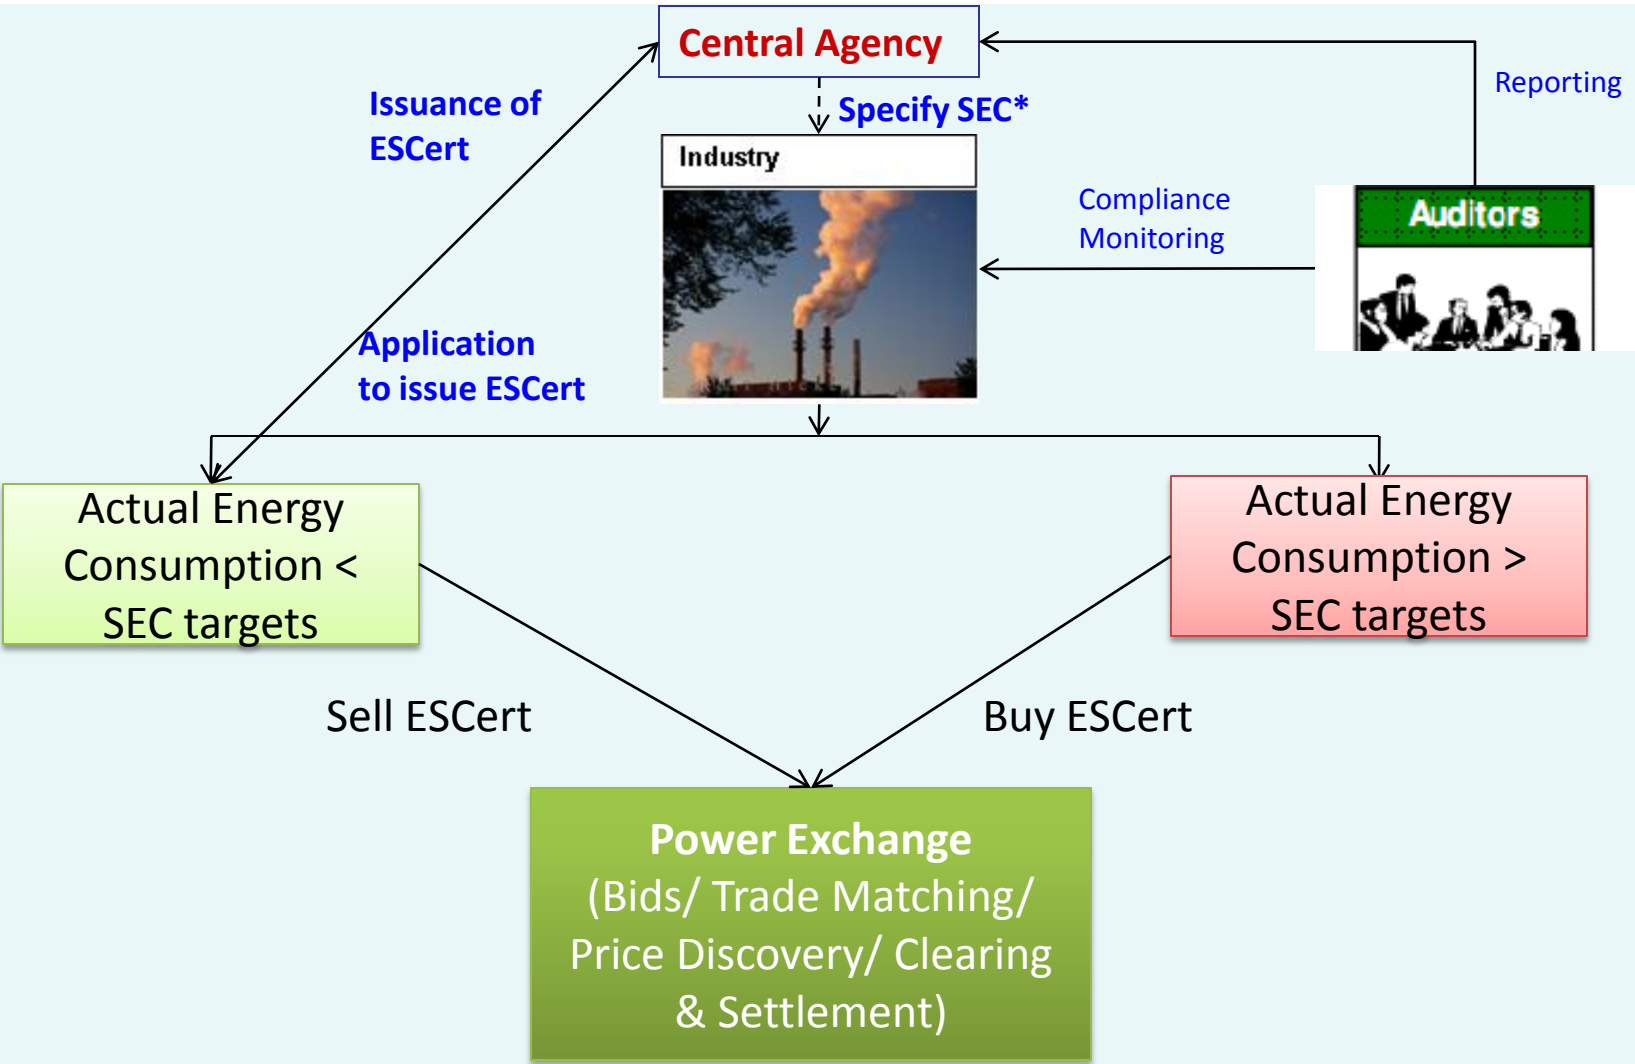 Central Agency
Reporting
Issuance of
ESCert
Specify SEC*
Industry
Compliance
Monitoring
Auditors
Application
to issue ESCert
Actual Energy
Consumption <
SEC targets
Actual Energy
Consumption >
SEC targets
Sell ESCert
Buy ESCert
Power Exchange
(Bids/ Trade Matching/
Price Discovery/ Clearing
& Settlement)